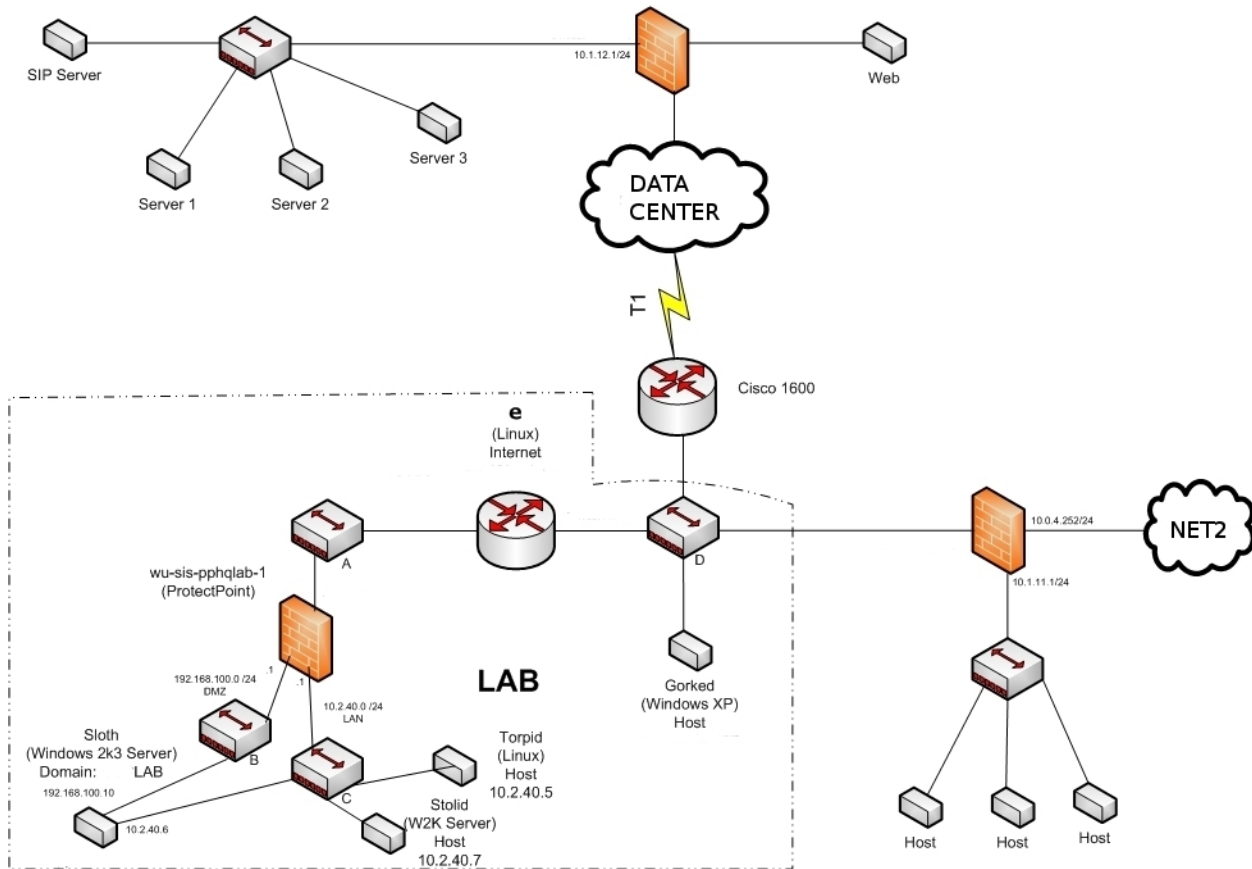 10.1.12.1/24
SIP Server
Web
Server 3
Server 1
Server 2
DATA
CENTER
T1
Cisco 1600
e
(Linux)
Internet
A
D
10.0.4.252/24
NET2
10.1.11.1/24
wu-sis-pphqlab-1
(ProtectPoint)
.1
.1
192.168.100.0 /24
DMZ
10.2.40.0 /24
LAN
LAB
Gorked
(Windows XP)
Host
Sloth
(Windows 2k3 Server)
Domain: LAB
192.168.100.10
B
C
10.2.40.6
Torpid
(Linux)
Host
10.2.40.5
Stolid
(W2K Server)
Host
10.2.40.7
Host
Host
Host